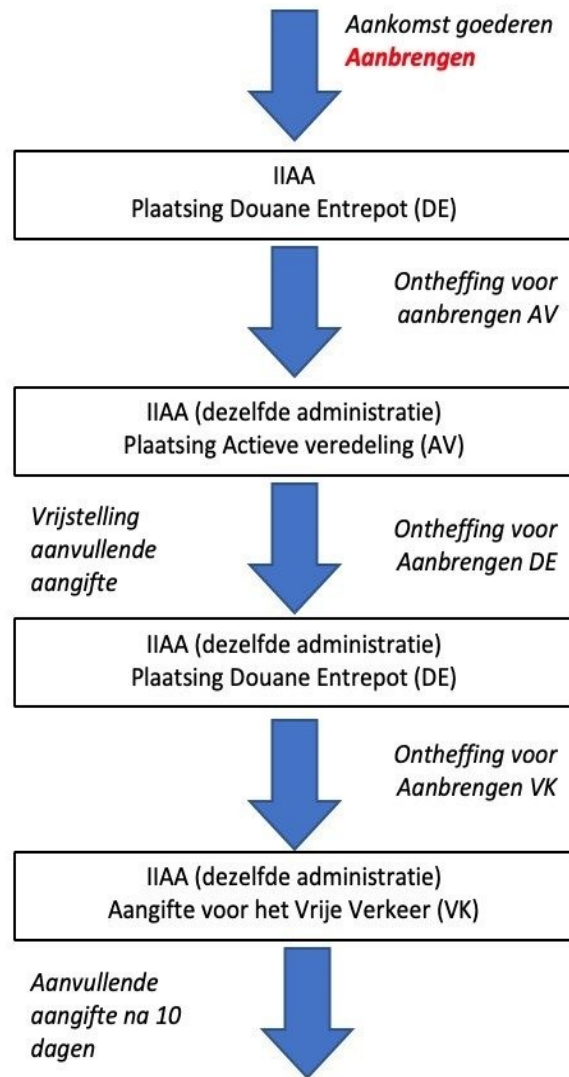 Aankomst goederen
Aanbrengen
IIAA
Plaatsing Douane Entrepot (DE)
Ontheffing voor
aanbrengen AV
IIAA (dezelfde administratie)
Plaatsing Actieve veredeling (AV)
Vrijstelling
aanvullende
aangifte
Ontheffing voor
Aanbrengen DE
IIAA (dezelfde administratie)
Plaatsing Douane Entrepot (DE)
Ontheffing voor
Aanbrengen VK
IIAA (dezelfde administratie)
Aangifte voor het Vrije Verkeer (VK)
Aanvullende
aangifte na 10
dagen